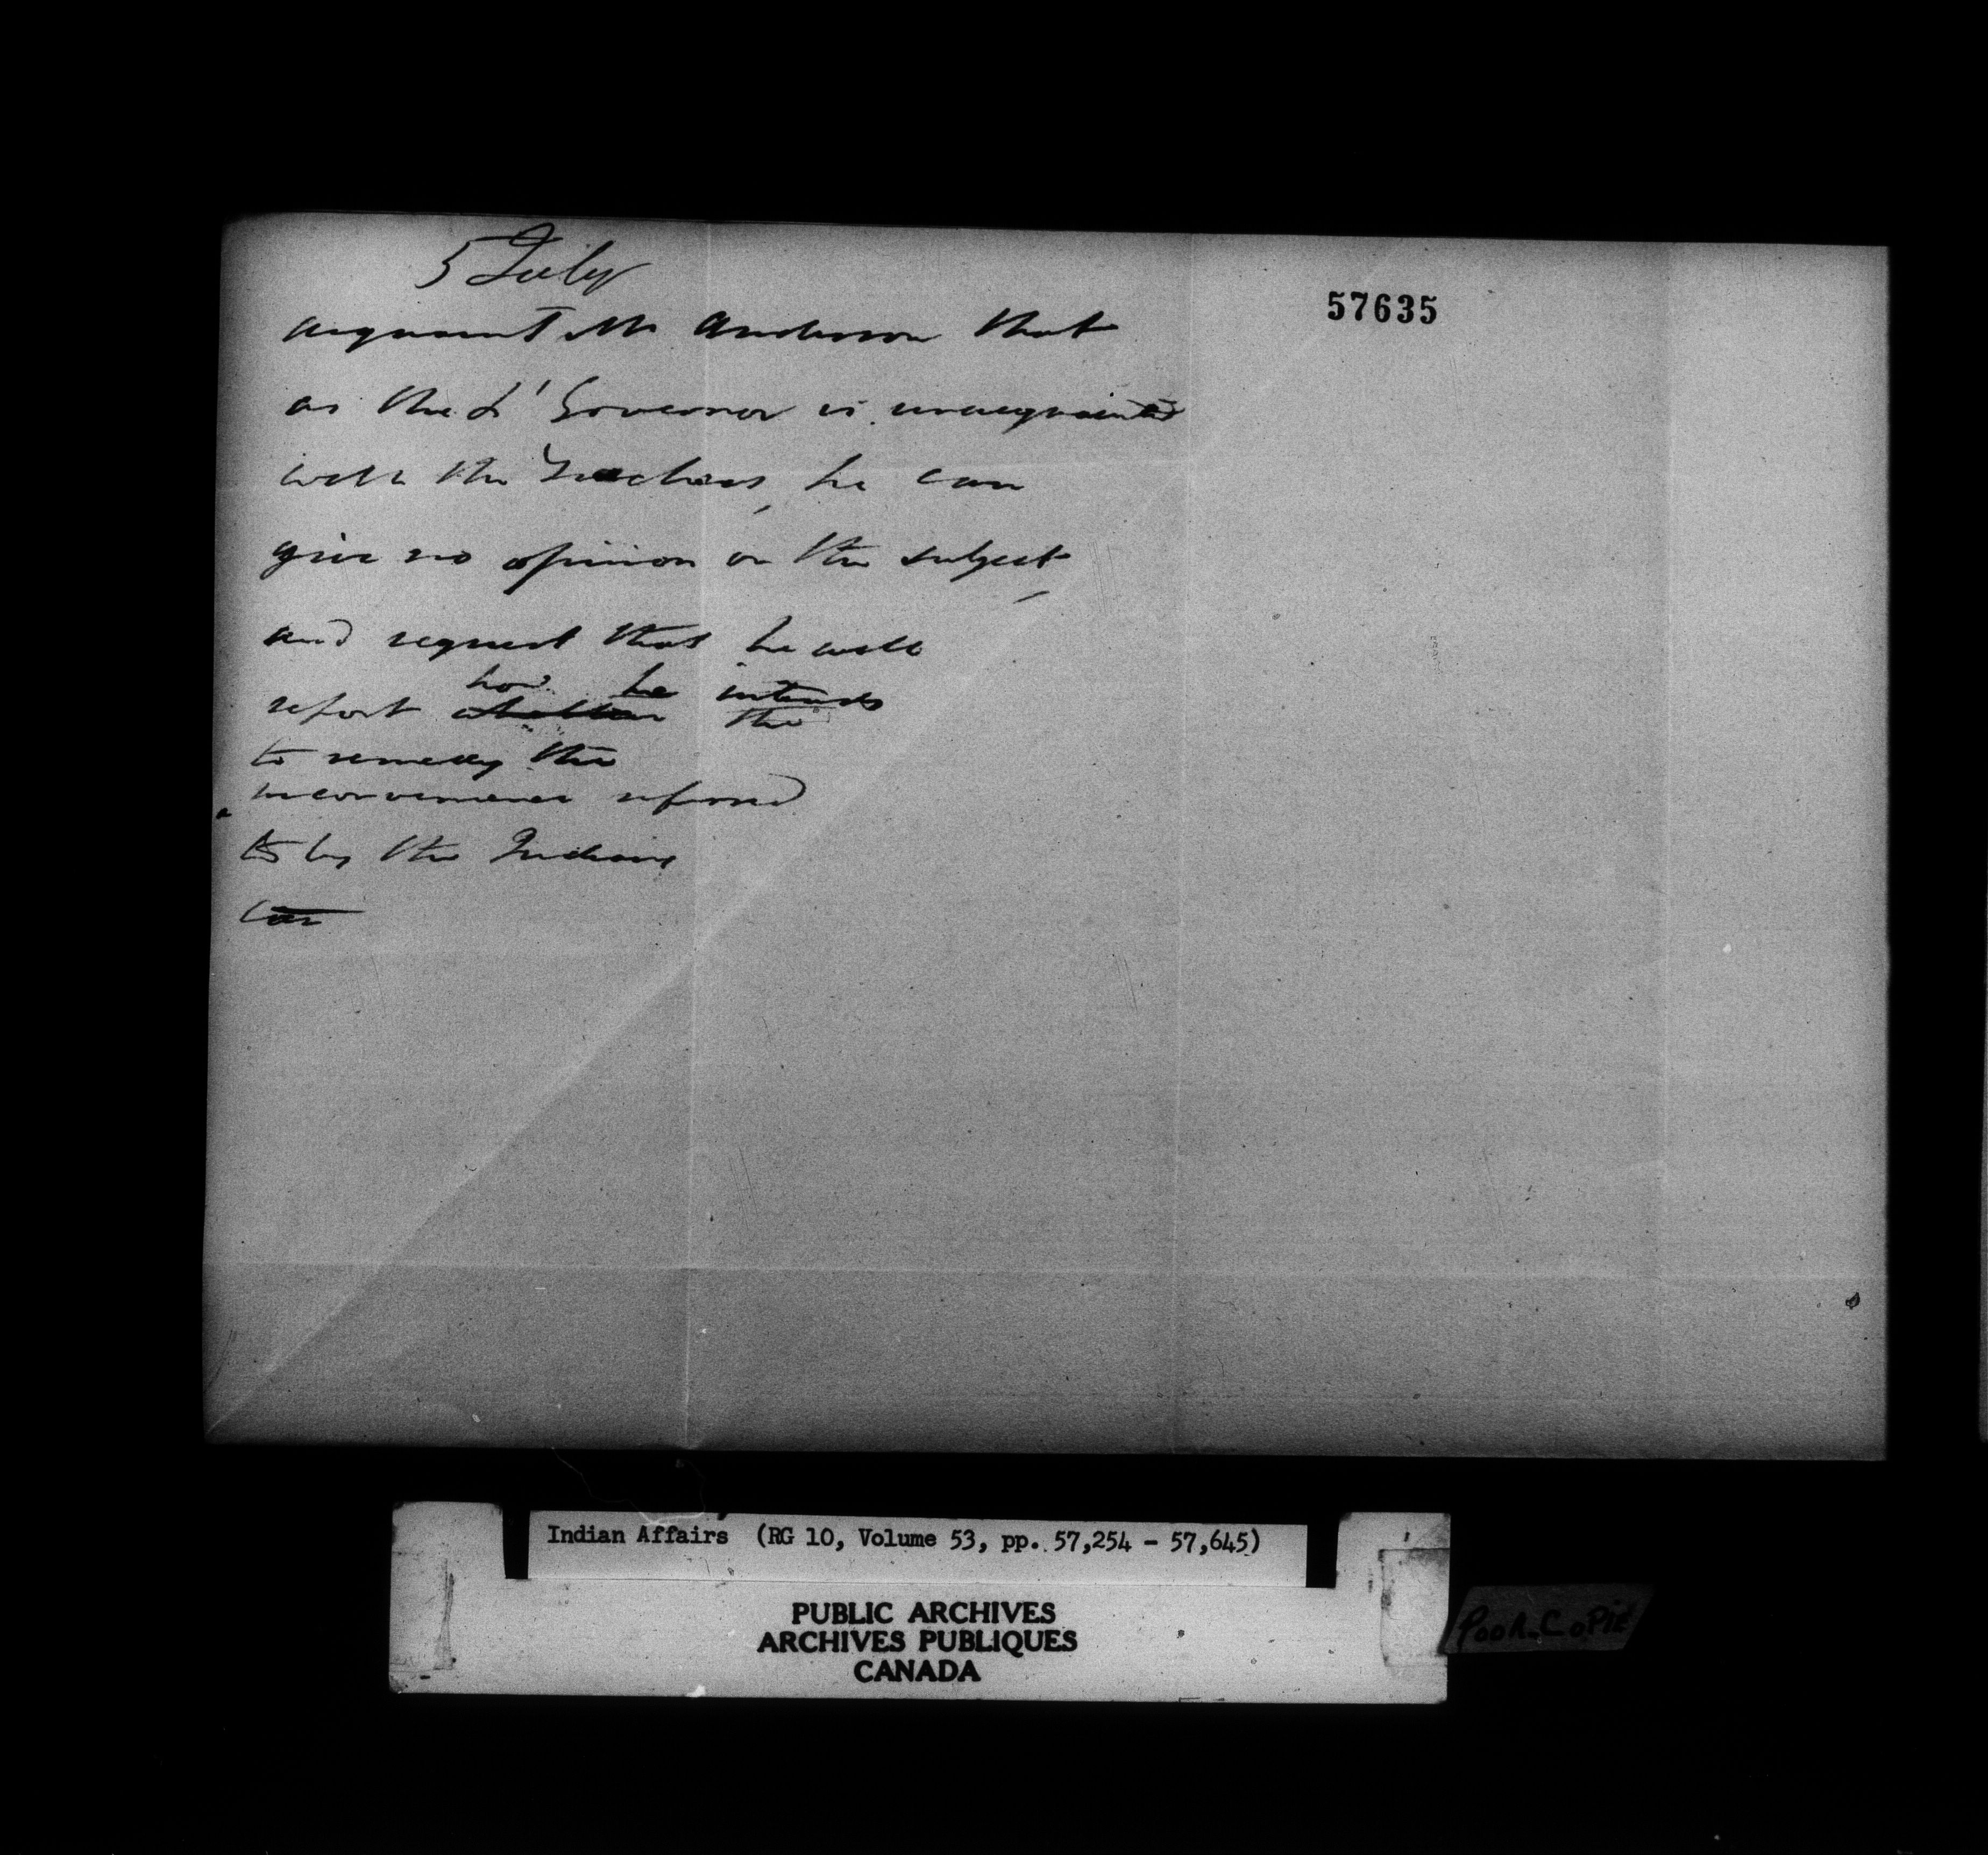 5 July
57635
acquaint Mr Anderson that
as the Lt Governor is unacquainted
with the Teachers, he can
give no opinion on the subject,
and request that he will
how he intends
report whether the
to remedy the
inconvenience referred
to by the Indians
Indian Affairs (RG 10, Volume 53, pp. 57,254 - 57,645)
PUBLIC ARCHIVES
ARCHIVES PUBLIQUES
CANADA
POOR COPIE